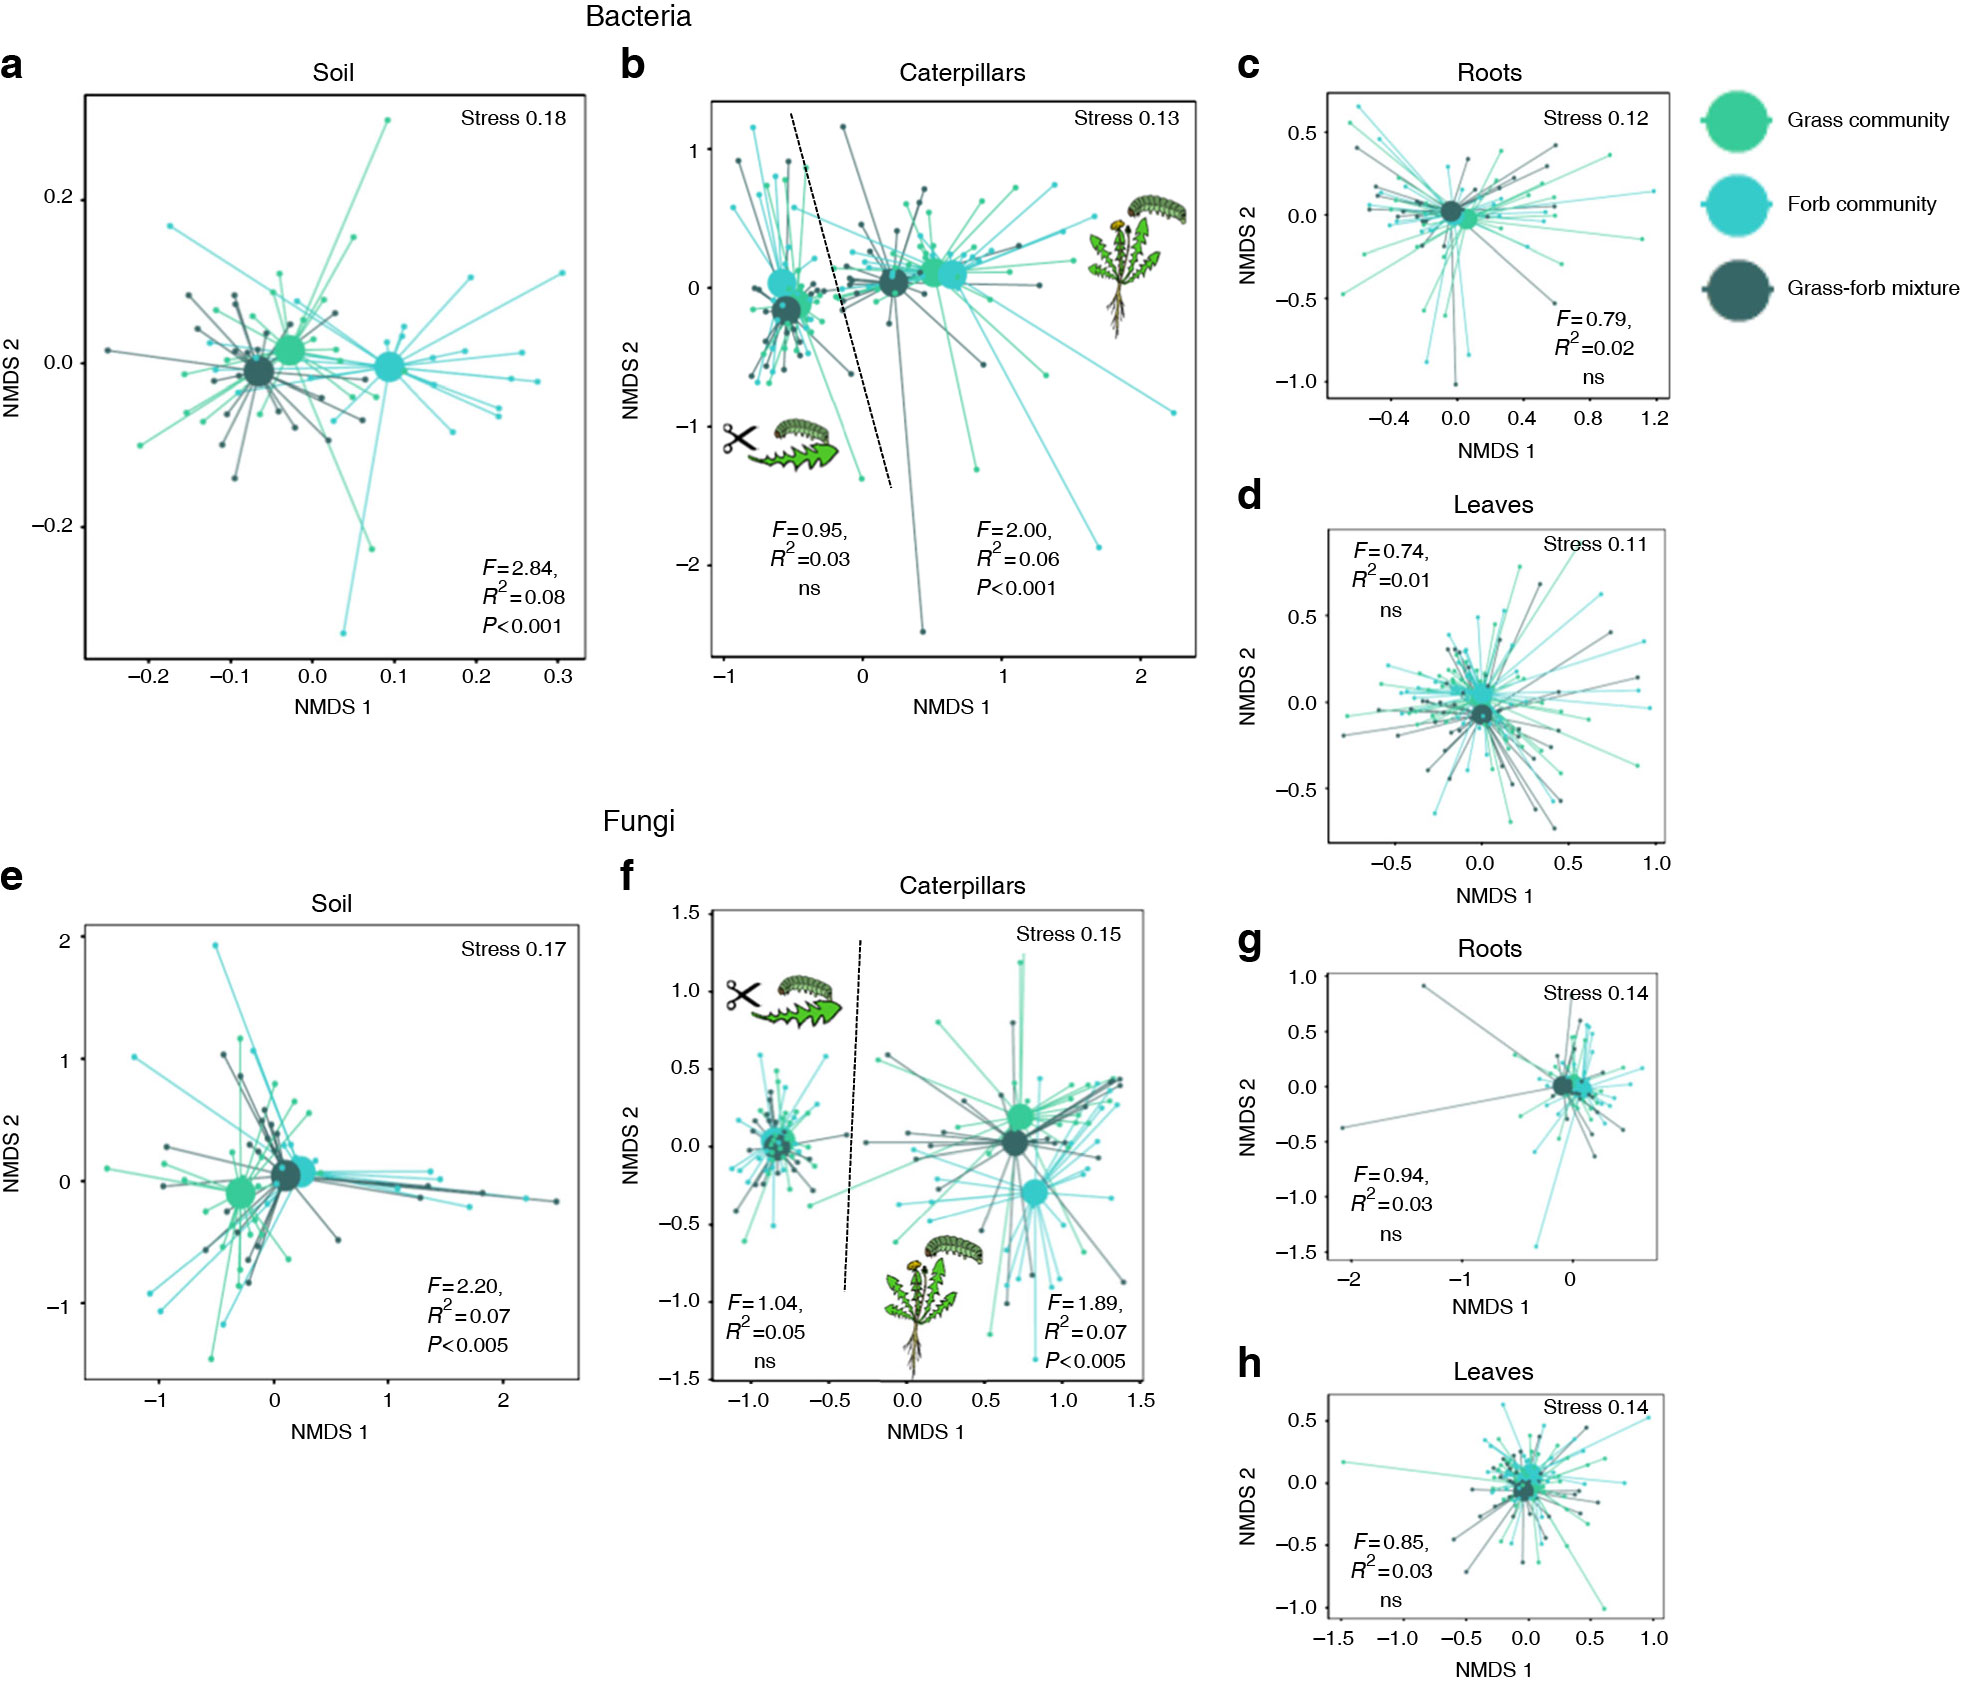 Bacteria
a
Soil
Stress 0.18
NMDS 2
0.2
0.0
−0.2
F=2.84,
R2=0.08
P<0.001
−0.2 −0.1 0.0 0.1 0.2 0.3
NMDS 1
b
Caterpillars
Stress 0.13
NMDS 2
1
0
−1
−2
F=0.95,
R2=0.03
ns
F=2.00,
R2=0.06
P<0.001
−1 0 1 2
NMDS 1
c
Roots
Stress 0.12
NMDS 2
0.5
0.0
−0.5
−1.0
F=0.79,
R2=0.02
ns
−0.4 0.0 0.4 0.8 1.2
NMDS 1
Grass community
Forb community
Grass-forb mixture
d
Leaves
Stress 0.11
F=0.74,
R2=0.01
ns
NMDS 2
0.5
0.0
−0.5
−0.5 0.0 0.5 1.0
NMDS 1
Fungi
e
Soil
Stress 0.17
NMDS 2
2
1
0
−1
F=2.20,
R2=0.07
P<0.005
−1 0 1 2
NMDS 1
f
Caterpillars
Stress 0.15
NMDS 2
1.5
1.0
0.5
0.0
−0.5
−1.0
−1.5
F=1.04,
R2=0.05
ns
F=1.89,
R2=0.07
P<0.005
−1.0 −0.5 0.0 0.5 1.0 1.5
NMDS 1
g
Roots
Stress 0.14
NMDS 2
1.0
0.5
0.0
−0.5
−1.0
−1.5
F=0.94,
R2=0.03
ns
−2 −1 0
NMDS 1
h
Leaves
Stress 0.14
NMDS 2
0.5
0.0
−0.5
−1.0
F=0.85,
R2=0.03
ns
−1.5 −1.0 −0.5 0.0 0.5 1.0
NMDS 1